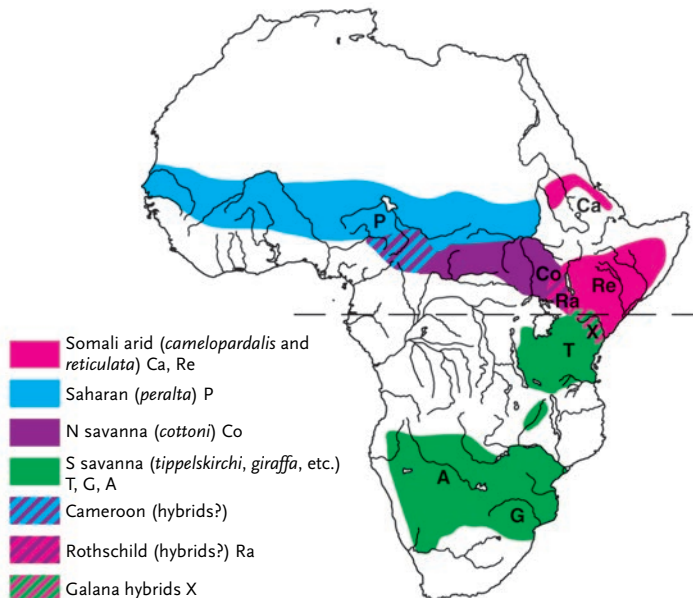 Ca
P
Co
Re
Ra
X
T
A
G
Somali arid (camelopardalis and
reticulata) Ca, Re
Saharan (peralta) P
N savanna (cottoni) Co
S savanna (tippelskirchi, giraffa, etc.)
T, G, A
Cameroon (hybrids?)
Rothschild (hybrids?) Ra
Galana hybrids X